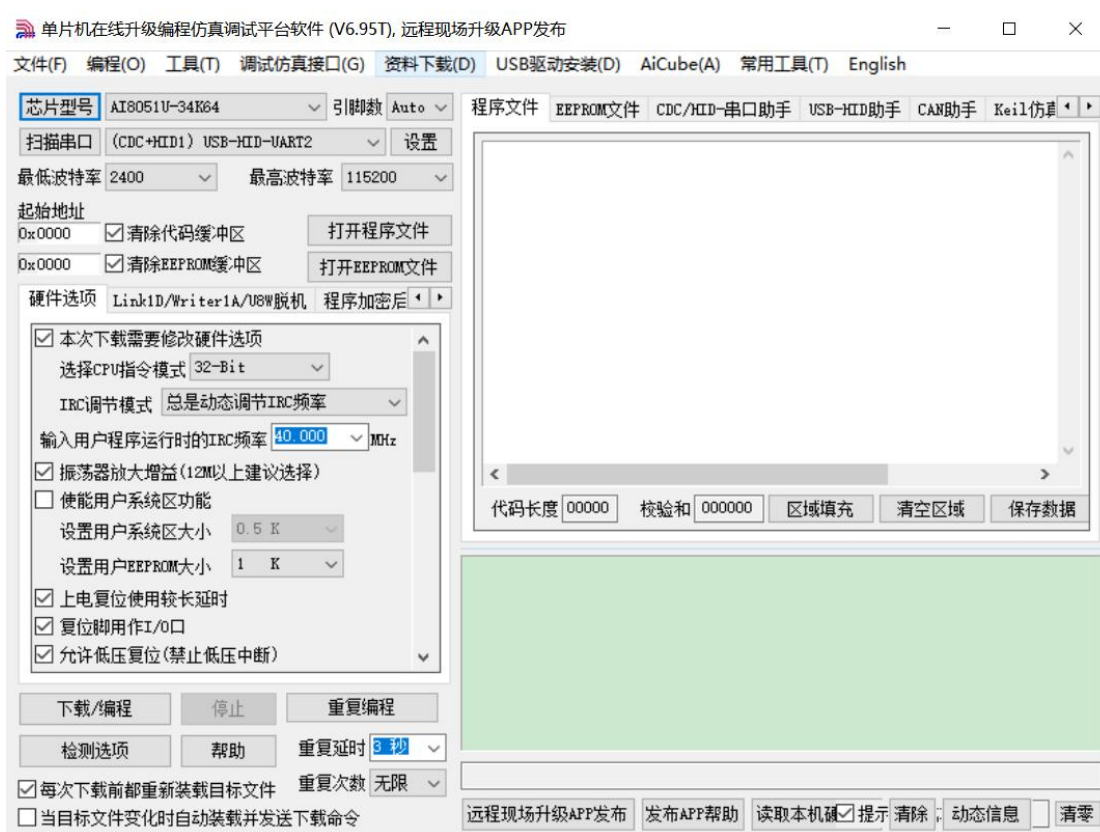 单片机在线升级编程仿真调试平台软件 (V6.95T), 远程现场升级APP发布
文件(F) 编程(O) 工具(T) 调试仿真接口(G) 资料下载(D) USB驱动安装(D) AiCube(A) 常用工具(T) English
芯片型号 AI8051U-34K64 引脚数 Auto
扫描串口 (CDC+HID1) USB-HID-UART2 设置
最低波特率 2400 最高波特率 115200
起始地址
0x0000 清除代码缓冲区 打开程序文件
0x0000 清除EEPROM缓冲区 打开EEPROM文件
硬件选项 Link1D/Writer1A/U8W脱机 程序加密后
本次下载需要修改硬件选项
选择CPU指令模式 32-Bit
IRC调节模式 总是动态调节IRC频率
输入用户程序运行时的IRC频率 40.000 MHz
振荡器放大增益(12M以上建议选择)
使能用户系统区功能
设置用户系统区大小 0.5 K
设置用户EEPROM大小 1 K
上电复位使用较长延时
复位脚用作I/O口
允许低压复位(禁止低压中断)
下载/编程 停止 重复编程
检测选项 帮助 重复延时 3 秒
每次下载前都重新装载目标文件 重复次数 无限
当目标文件变化时自动装载并发送下载命令
程序文件 EEPROM文件 CDC/HID-串口助手 USB-HID助手 CAN助手 Keil仿真
代码长度 00000 校验和 000000 区域填充 清空区域 保存数据
远程现场升级APP发布 发布APP帮助 读取本机硬 提示 清除 动态信息 清零